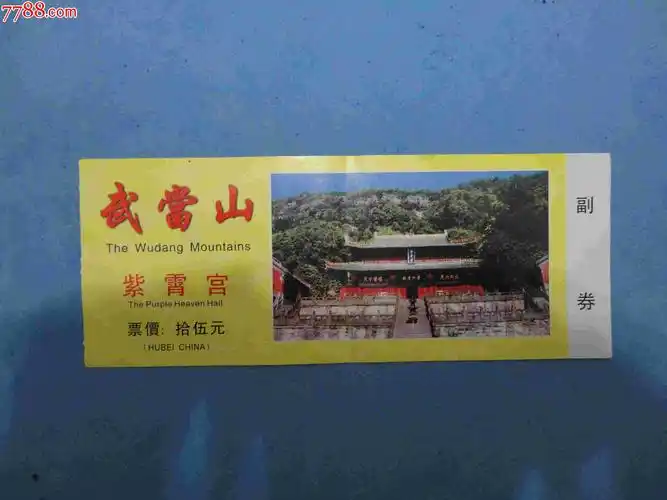 7788.com
武當山
The Wudang Mountains
紫霄宮
The Purple Heaven Hall
票價：拾伍元
(HUBEI CHINA)
副
券